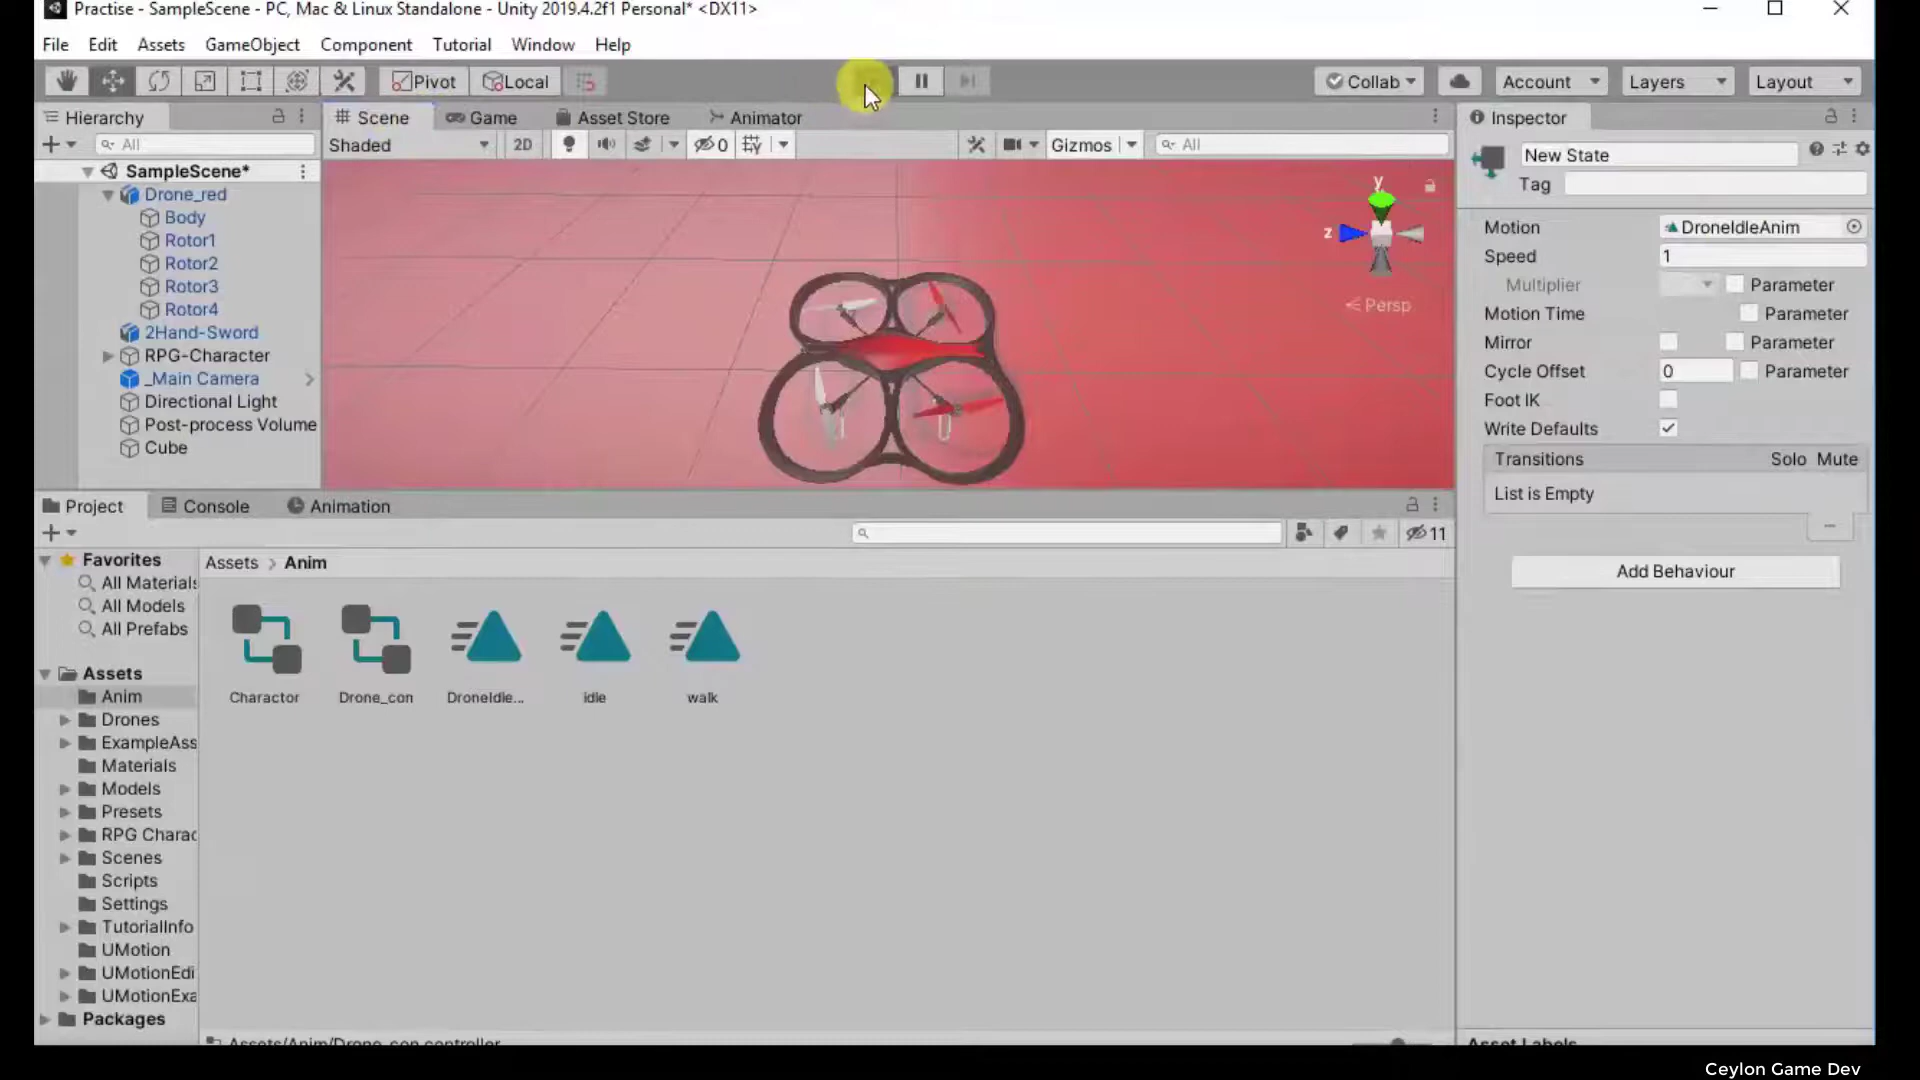 Practise - SampleScene - PC, Mac & Linux Standalone - Unity 2019.4.2f1 Personal* <DX11>
File Edit Assets GameObject Component Tutorial Window Help
Pivot Local Collab Account Layers Layout
Hierarchy
All
SampleScene*
Drone_red
Body
Rotor1
Rotor2
Rotor3
Rotor4
2Hand-Sword
RPG-Character
_Main Camera
Directional Light
Post-process Volume
Cube
Scene Game Asset Store Animator
Shaded 2D 0 Gizmos All
y
z
Persp
Inspector
New State
Tag
Motion DroneIdleAnim
Speed 1
Multiplier Parameter
Motion Time Parameter
Mirror Parameter
Cycle Offset 0 Parameter
Foot IK
Write Defaults
Transitions Solo Mute
List is Empty
Add Behaviour
Project Console Animation
11
Favorites
All Materials
All Models
All Prefabs
Assets
Anim
Drones
ExampleAss
Materials
Models
Presets
RPG Charac
Scenes
Scripts
Settings
TutorialInfo
UMotion
UMotionEdi
UMotionExa
Packages
Assets > Anim
Charactor Drone_con DroneIdle... idle walk
Assets/Anim/Drone_con.controller
Asset Labels
Ceylon Game Dev